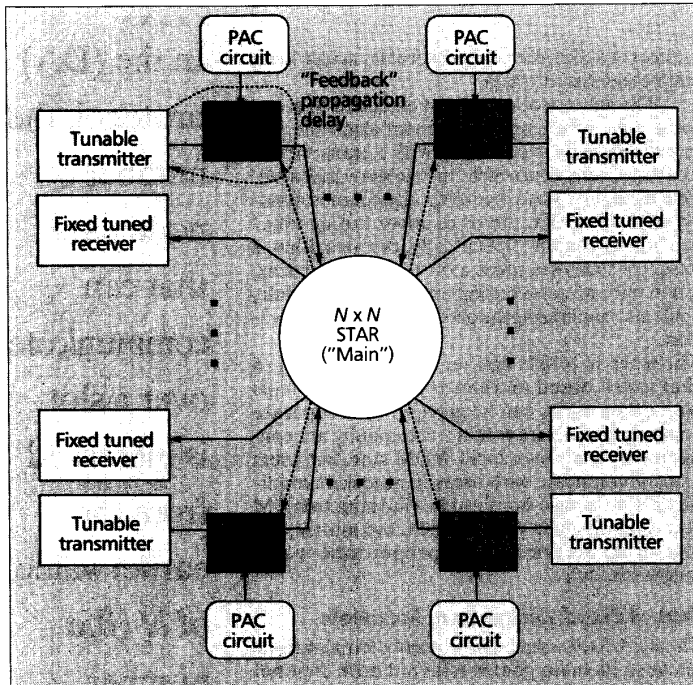 PAC
circuit
PAC
circuit
"Feedback"
propagation
delay
Tunable
transmitter
Tunable
transmitter
Fixed tuned
receiver
Fixed tuned
receiver
N x N
STAR
("Main")
Fixed tuned
receiver
Fixed tuned
receiver
Tunable
transmitter
Tunable
transmitter
PAC
circuit
PAC
circuit